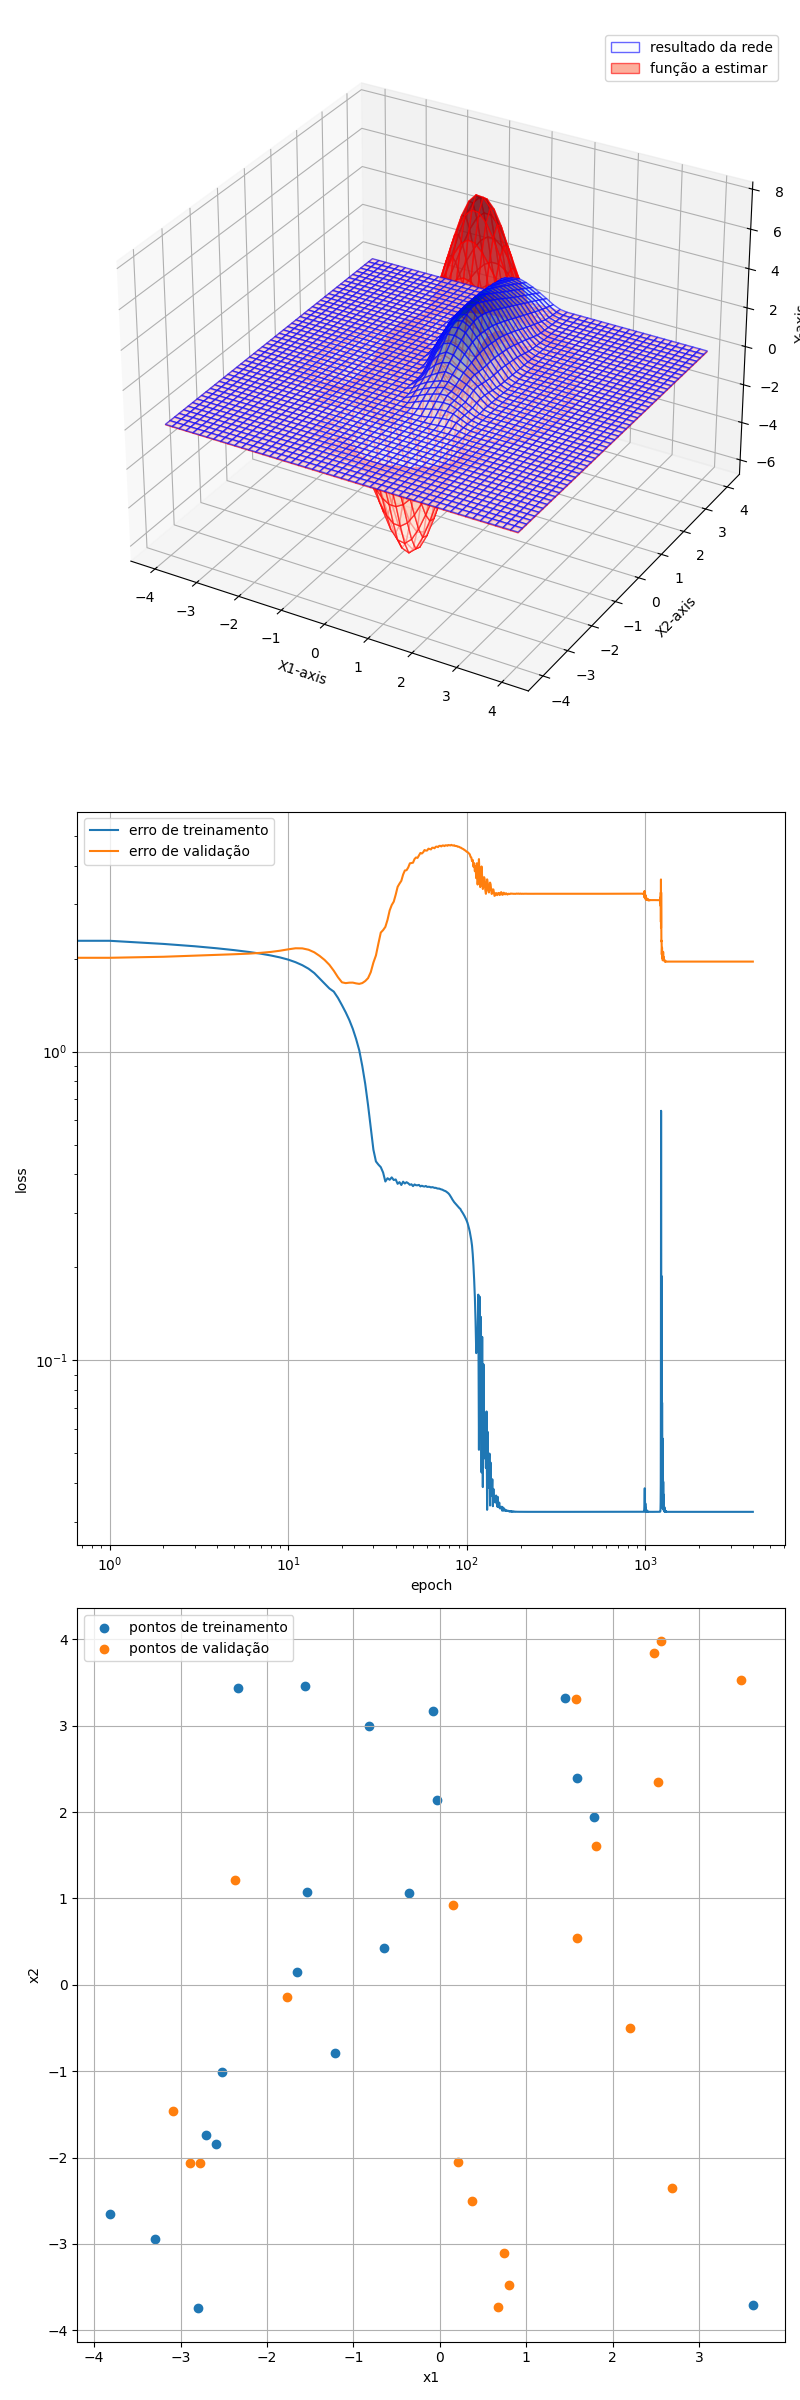 resultado da rede
função a estimar
8
6
4
2
0
−2
−4
−6
−4
−3
−2
−1
0
1
2
3
4
X1-axis
−4
−3
−2
−1
0
1
2
3
4
X2-axis
erro de treinamento
erro de validação
10⁰
10⁻¹
loss
10⁰ 10¹ 10² 10³
epoch
pontos de treinamento
pontos de validação
4
3
2
1
0
−1
−2
−3
−4
x2
−4 −3 −2 −1 0 1 2 3
x1